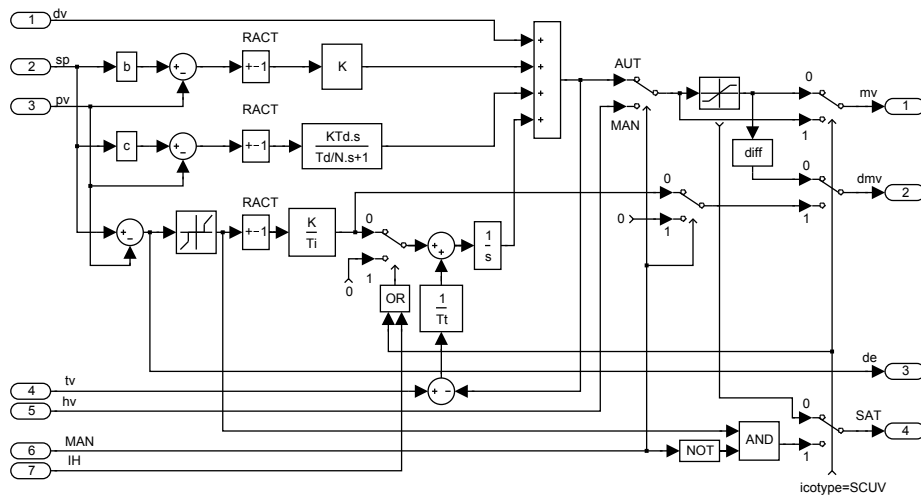 1 dv
2 sp
3 pv
b
+
−
RACT
+−1
K
c
+
−
RACT
+−1
KTd.s
Td/N.s+1
+
−
RACT
+−1
K
Ti
0
1
0
OR
+
+
1
s
1
Tt
+ −
+
+
+
+
AUT
MAN
0
1
mv
1
diff
0
1
dmv
2
0
1
0
de
3
4 tv
5 hv
6 MAN
7 IH
NOT
AND
0
1
SAT
4
icotype=SCUV